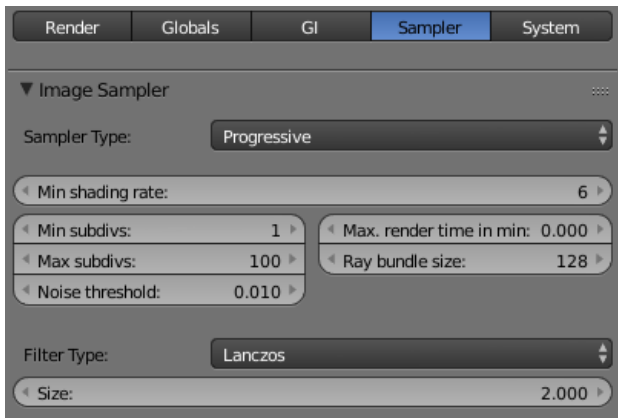 Render Globals GI Sampler System
Image Sampler
Sampler Type: Progressive
Min shading rate: 6
Min subdivs: 1 Max. render time in min: 0.000
Max subdivs: 100 Ray bundle size: 128
Noise threshold: 0.010
Filter Type: Lanczos
Size: 2.000